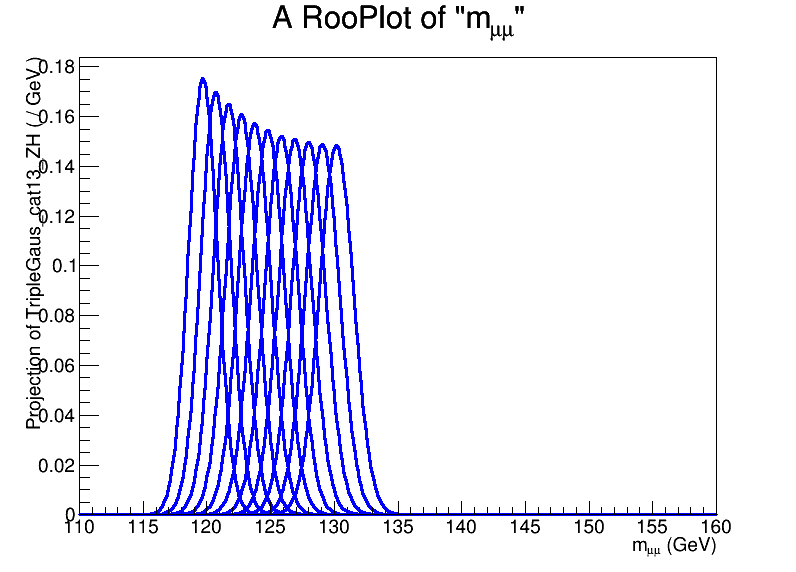 A RooPlot of "mμμ"
Projection of TripleGaus_cat13_ZH ( / GeV )
0.18
0.16
0.14
0.12
0.1
0.08
0.06
0.04
0.02
0
110 115 120 125 130 135 140 145 150 155 160
mμμ (GeV)